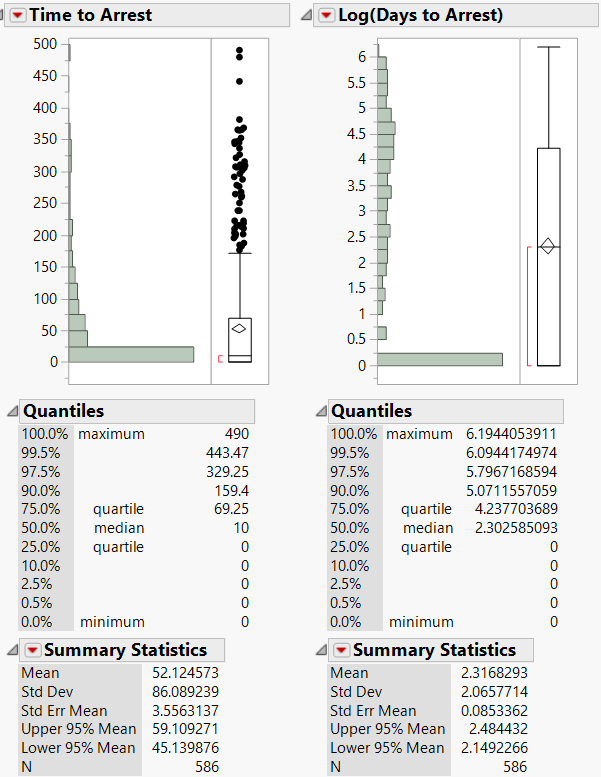 Time to Arrest
500
450
400
350
300
250
200
150
100
50
0
Quantiles
100.0% maximum 490
99.5% 443.47
97.5% 329.25
90.0% 159.4
75.0% quartile 69.25
50.0% median 10
25.0% quartile 0
10.0% 0
2.5% 0
0.5% 0
0.0% minimum 0
Summary Statistics
Mean 52.124573
Std Dev 86.089239
Std Err Mean 3.5563137
Upper 95% Mean 59.109271
Lower 95% Mean 45.139876
N 586
Log(Days to Arrest)
6
5.5
5
4.5
4
3.5
3
2.5
2
1.5
1
0.5
0
Quantiles
100.0% maximum 6.1944053911
99.5% 6.0944174974
97.5% 5.7967168594
90.0% 5.0711557059
75.0% quartile 4.237703689
50.0% median 2.302585093
25.0% quartile 0
10.0% 0
2.5% 0
0.5% 0
0.0% minimum 0
Summary Statistics
Mean 2.3168293
Std Dev 2.0657714
Std Err Mean 0.0853362
Upper 95% Mean 2.484432
Lower 95% Mean 2.1492266
N 586